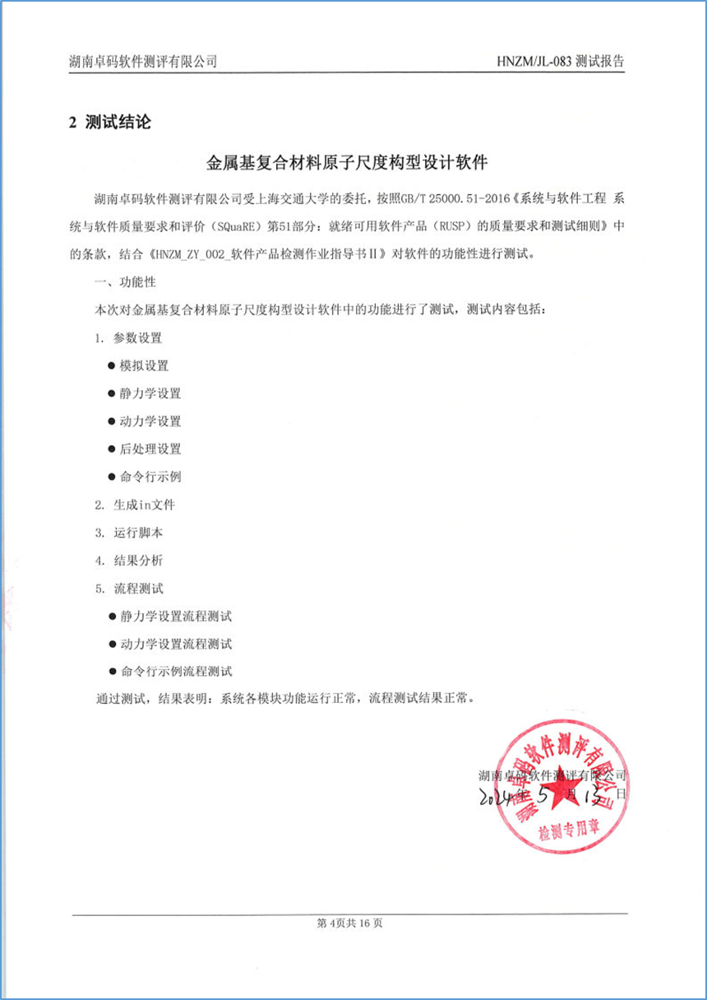 湖南卓码软件测评有限公司 HNZM/JL-083 测试报告
2 测试结论
金属基复合材料原子尺度构型设计软件
湖南卓码软件测评有限公司受上海交通大学的委托，按照GB/T 25000.51-2016《系统与软件工程 系
统与软件质量要求和评价（SQuaRE）第51部分：就绪可用软件产品（RUSP）的质量要求和测试细则》中
的条款，结合《HNZM_ZY_002_软件产品检测作业指导书Ⅱ》对软件的功能性进行测试。
一、功能性
本次对金属基复合材料原子尺度构型设计软件中的功能进行了测试，测试内容包括：
1. 参数设置
●模拟设置
●静力学设置
●动力学设置
●后处理设置
●命令行示例
2. 生成in文件
3. 运行脚本
4. 结果分析
5. 流程测试
●静力学设置流程测试
●动力学设置流程测试
●命令行示例流程测试
通过测试，结果表明：系统各模块功能运行正常，流程测试结果正常。
湖南卓码软件测评有限公司
湖南卓码软件测评有限公司
2024年5月13日
检测专用章
第 4页共 16 页